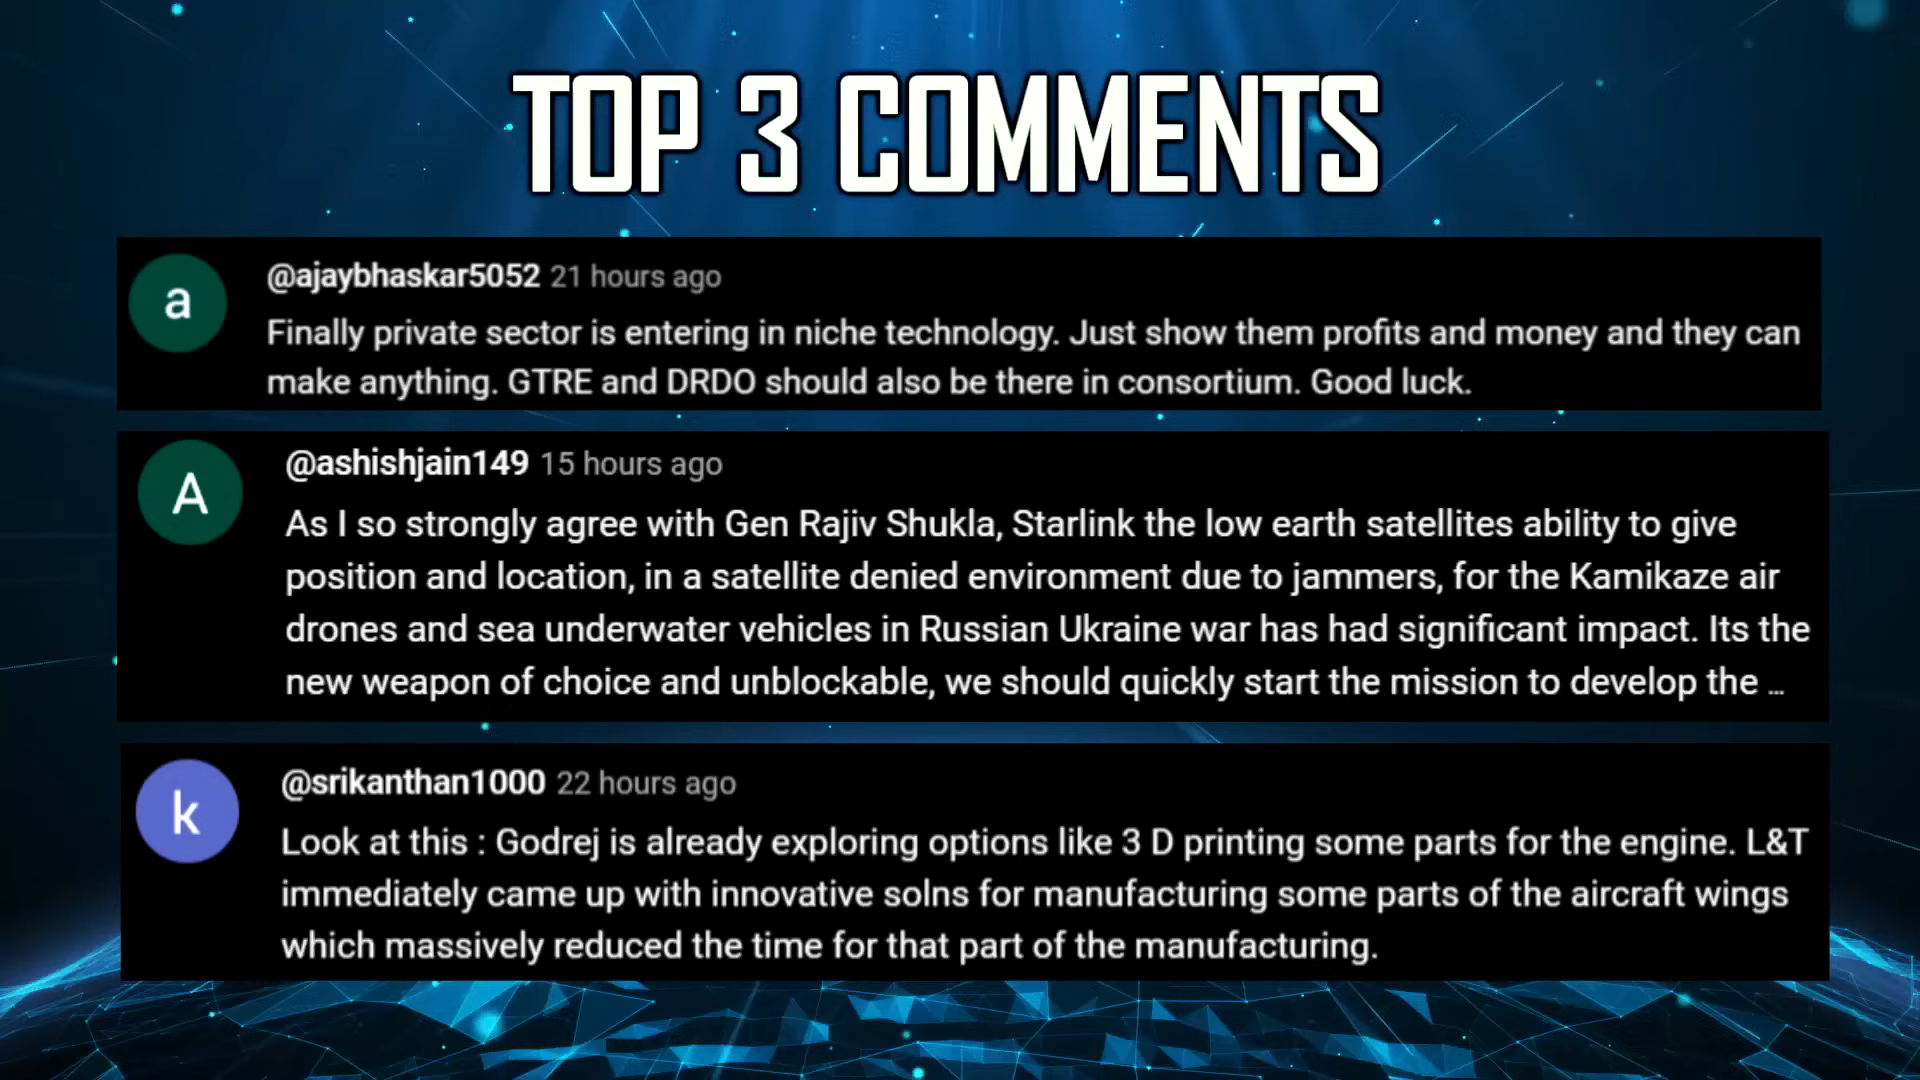 TOP 3 COMMENTS
a
@ajaybhaskar5052 21 hours ago
Finally private sector is entering in niche technology. Just show them profits and money and they can
make anything. GTRE and DRDO should also be there in consortium. Good luck.
A
@ashishjain149 15 hours ago
As I so strongly agree with Gen Rajiv Shukla, Starlink the low earth satellites ability to give
position and location, in a satellite denied environment due to jammers, for the Kamikaze air
drones and sea underwater vehicles in Russian Ukraine war has had significant impact. Its the
new weapon of choice and unblockable, we should quickly start the mission to develop the ...
k
@srikanthan1000 22 hours ago
Look at this : Godrej is already exploring options like 3 D printing some parts for the engine. L&T
immediately came up with innovative solns for manufacturing some parts of the aircraft wings
which massively reduced the time for that part of the manufacturing.